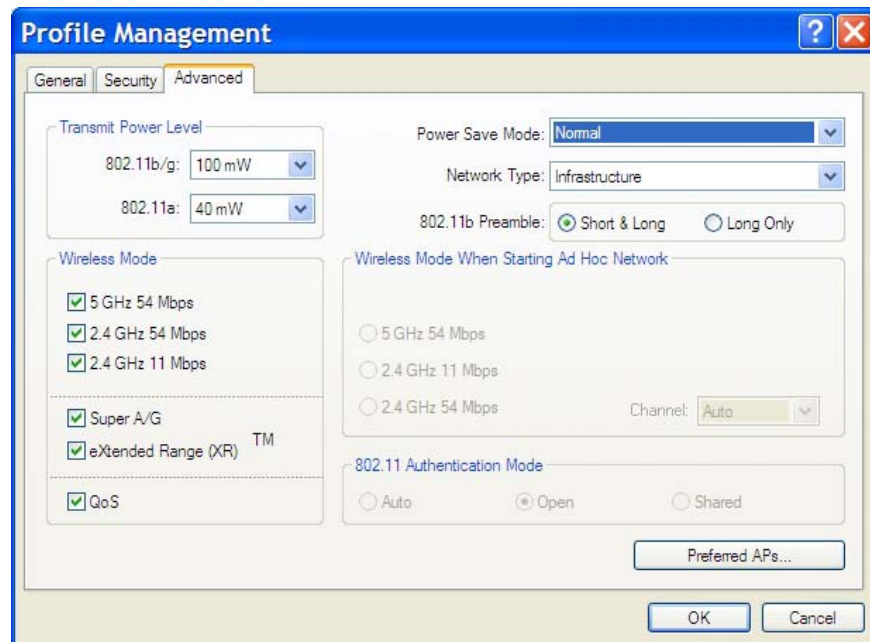 Profile Management
General Security Advanced
Transmit Power Level
802.11b/g: 100 mW
802.11a: 40 mW
Power Save Mode: Normal
Network Type: Infrastructure
802.11b Preamble: Short & Long Long Only
Wireless Mode
5 GHz 54 Mbps
2.4 GHz 54 Mbps
2.4 GHz 11 Mbps
Super A/G
eXtended Range (XR) TM
QoS
Wireless Mode When Starting Ad Hoc Network
5 GHz 54 Mbps
2.4 GHz 11 Mbps
2.4 GHz 54 Mbps
Channel: Auto
802.11 Authentication Mode
Auto Open Shared
Preferred APs...
OK Cancel